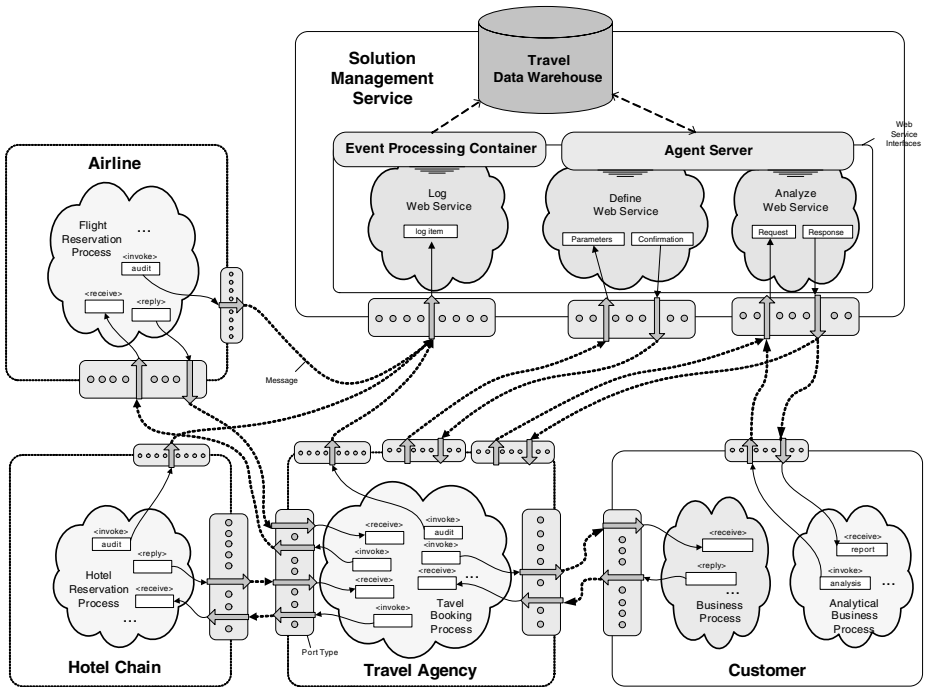 Solution
Management
Service
Travel
Data Warehouse
Web
Service
Interfaces
Event Processing Container
Agent Server
Log
Web Service
log item
Define
Web Service
Parameters
Confirmation
Analyze
Web Service
Request
Response
Airline
Flight
Reservation
Process
...
<invoke>
audit
<receive>
<reply>
Message
<invoke>
audit
<reply>
Hotel
Reservation
Process
<receive>
...
Hotel Chain
<receive>
<invoke>
audit
<invoke>
<invoke>
<receive>
<receive>
...
<invoke>
Tavel
Booking
Process
Port Type
Travel Agency
<receive>
<reply>
...
Business
Process
<receive>
report
<invoke>
analysis
...
Analytical
Business
Process
Customer